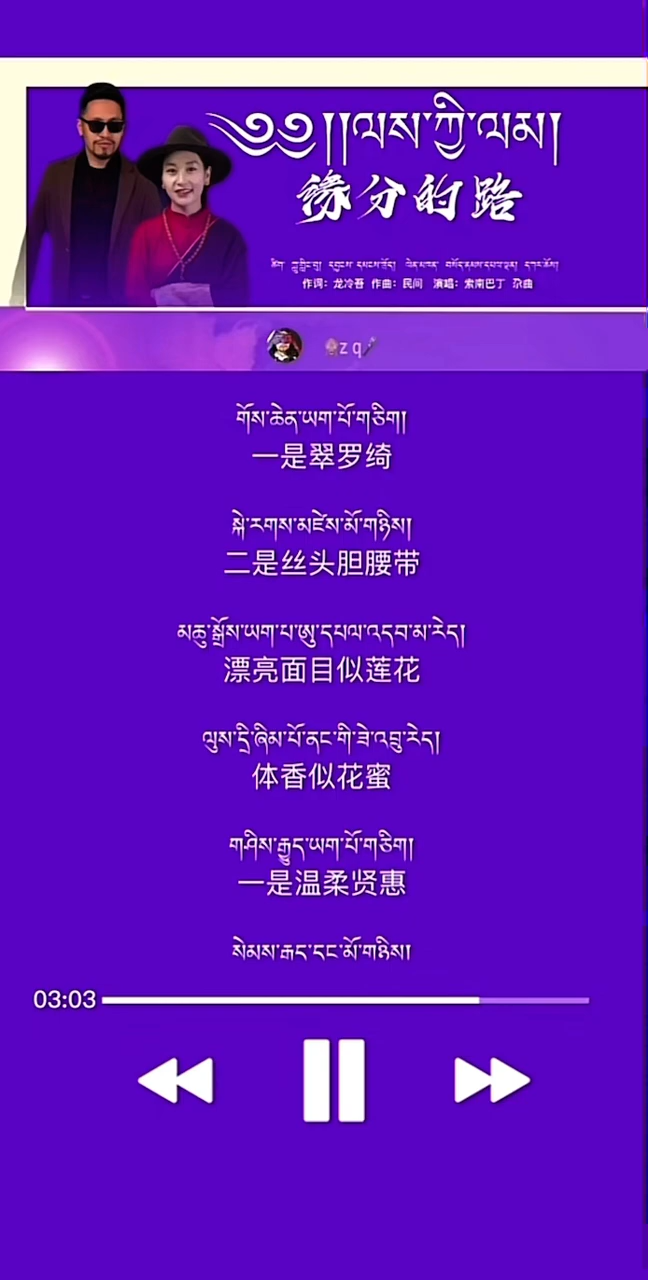 ༄༅།།ལས་ཀྱི་ལམ།
缘分的路
作词：龙冷吾 作曲：民间 演唱：索南巴丁 尕曲
z q
གོས་ཆེན་ཡག་པོ་གཅིག།
一是翠罗绮
སྐེ་རགས་མཛེས་མོ་གཉིས།
二是丝头胆腰带
མཆུ་སྒྲོས་ཡག་པ་ཨུ་དཔལ་འདབ་མ་རེད།
漂亮面目似莲花
ལུས་དྲི་ཞིམ་པོ་ནང་གི་ཟེ་འབྲུ་རེད།
体香似花蜜
གཤིས་རྒྱུད་ཡག་པོ་གཅིག།
一是温柔贤惠
སེམས་རྒྱུད་དང་མོ་གཉིས།
03:03